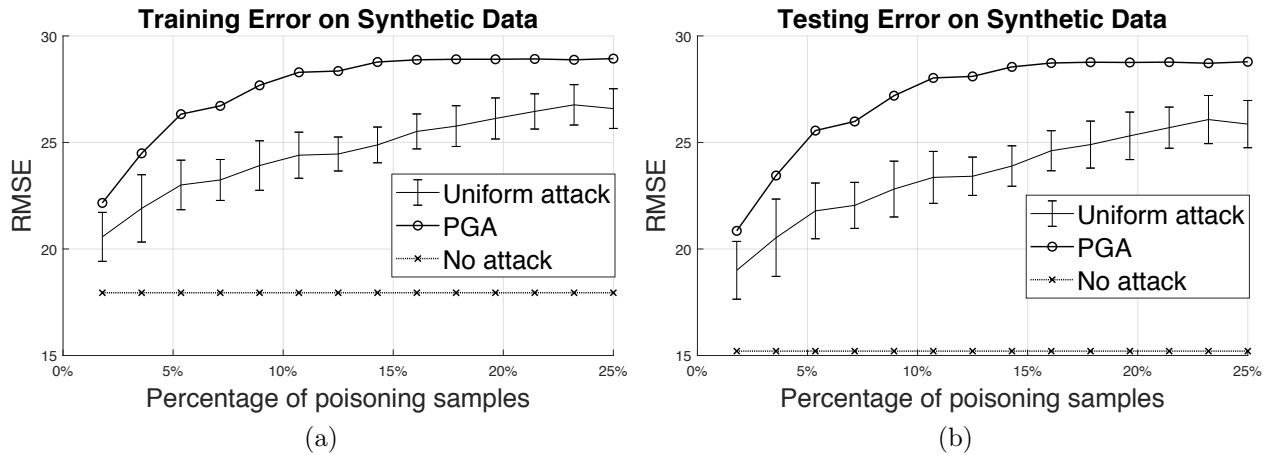 Training Error on Synthetic Data
30
25
20
15
RMSE
Uniform attack
PGA
No attack
0% 5% 10% 15% 20% 25%
Percentage of poisoning samples
(a)
Testing Error on Synthetic Data
30
25
20
15
RMSE
Uniform attack
PGA
No attack
0% 5% 10% 15% 20% 25%
Percentage of poisoning samples
(b)